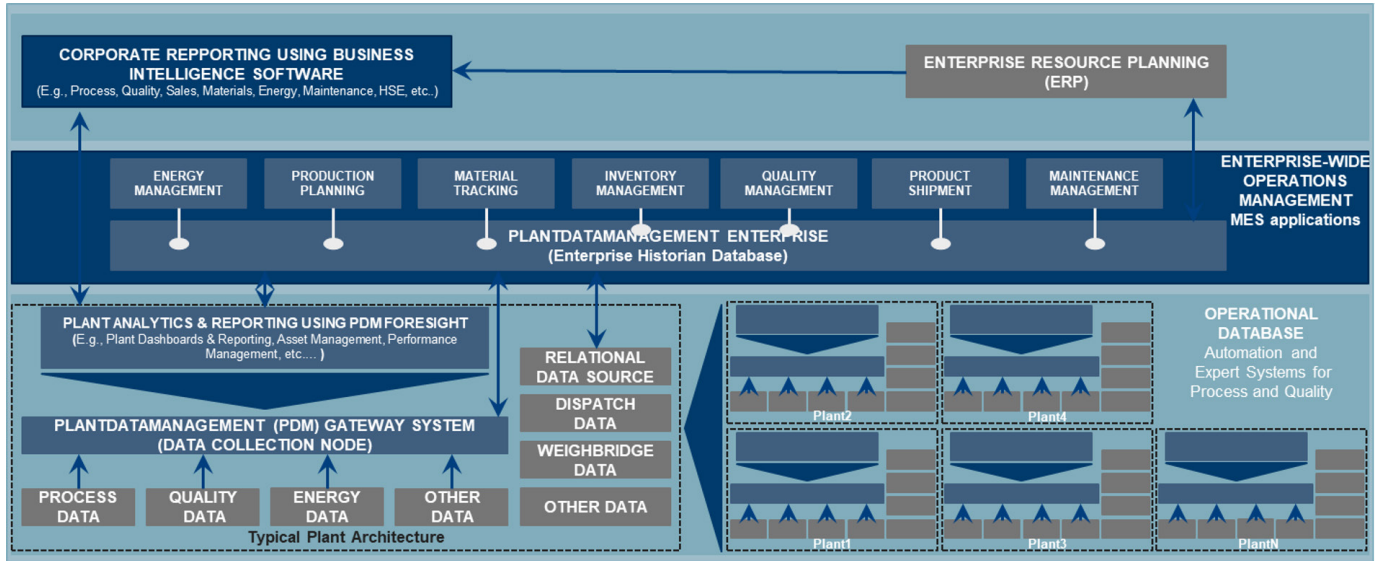 CORPORATE REPPORTING USING BUSINESS
INTELLIGENCE SOFTWARE
(E.g., Process, Quality, Sales, Materials, Energy, Maintenance, HSE, etc..)
ENTERPRISE RESOURCE PLANNING
(ERP)
ENERGY
MANAGEMENT
PRODUCTION
PLANNING
MATERIAL
TRACKING
INVENTORY
MANAGEMENT
QUALITY
MANAGEMENT
PRODUCT
SHIPMENT
MAINTENANCE
MANAGEMENT
ENTERPRISE-WIDE
OPERATIONS
MANAGEMENT
MES applications
PLANTDATAMANAGEMENT ENTERPRISE
(Enterprise Historian Database)
PLANT ANALYTICS & REPORTING USING PDM FORESIGHT
(E.g., Plant Dashboards & Reporting, Asset Management, Performance
Management, etc.... )
PLANTDATAMANAGEMENT (PDM) GATEWAY SYSTEM
(DATA COLLECTION NODE)
PROCESS
DATA
QUALITY
DATA
ENERGY
DATA
OTHER
DATA
RELATIONAL
DATA SOURCE
DISPATCH
DATA
WEIGHBRIDGE
DATA
OTHER DATA
Typical Plant Architecture
Plant2
Plant4
Plant1
Plant3
PlantN
OPERATIONAL
DATABASE
Automation and
Expert Systems for
Process and Quality